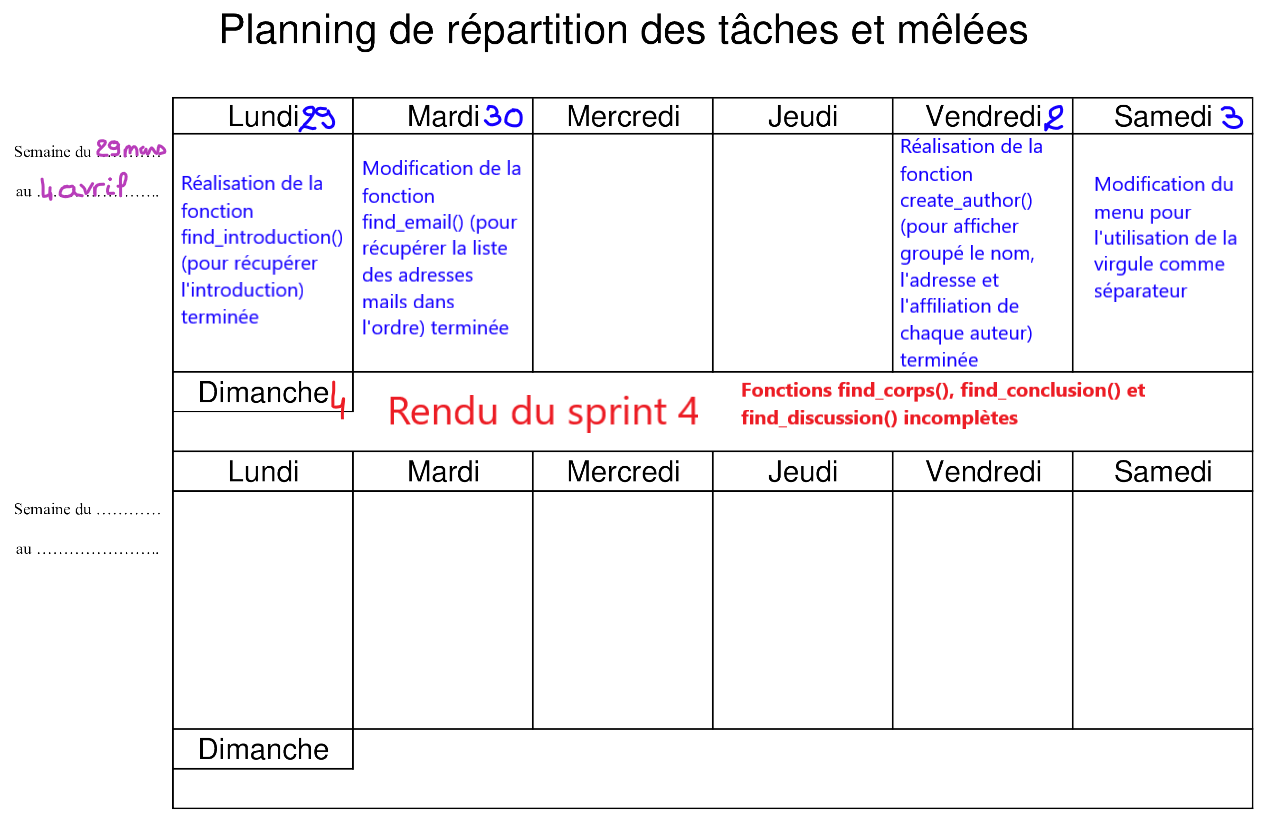 Planning de répartition des tâches et mêlées
Lundi 29
Mardi 30
Mercredi
Jeudi
Vendredi 2
Samedi 3
Semaine du 29 mars
au 4 avril
Réalisation de la
fonction
find_introduction()
(pour récupérer
l'introduction)
terminée
Modification de la
fonction
find_email() (pour
récupérer la liste
des adresses
mails dans
l'ordre) terminée
Réalisation de la
fonction
create_author()
(pour afficher
groupé le nom,
l'adresse et
l'affiliation de
chaque auteur)
terminée
Modification du
menu pour
l'utilisation de la
virgule comme
séparateur
Dimanche 4
Rendu du sprint 4
Fonctions find_corps(), find_conclusion() et
find_discussion() incomplètes
Lundi
Mardi
Mercredi
Jeudi
Vendredi
Samedi
Semaine du …………
au …………………..
Dimanche